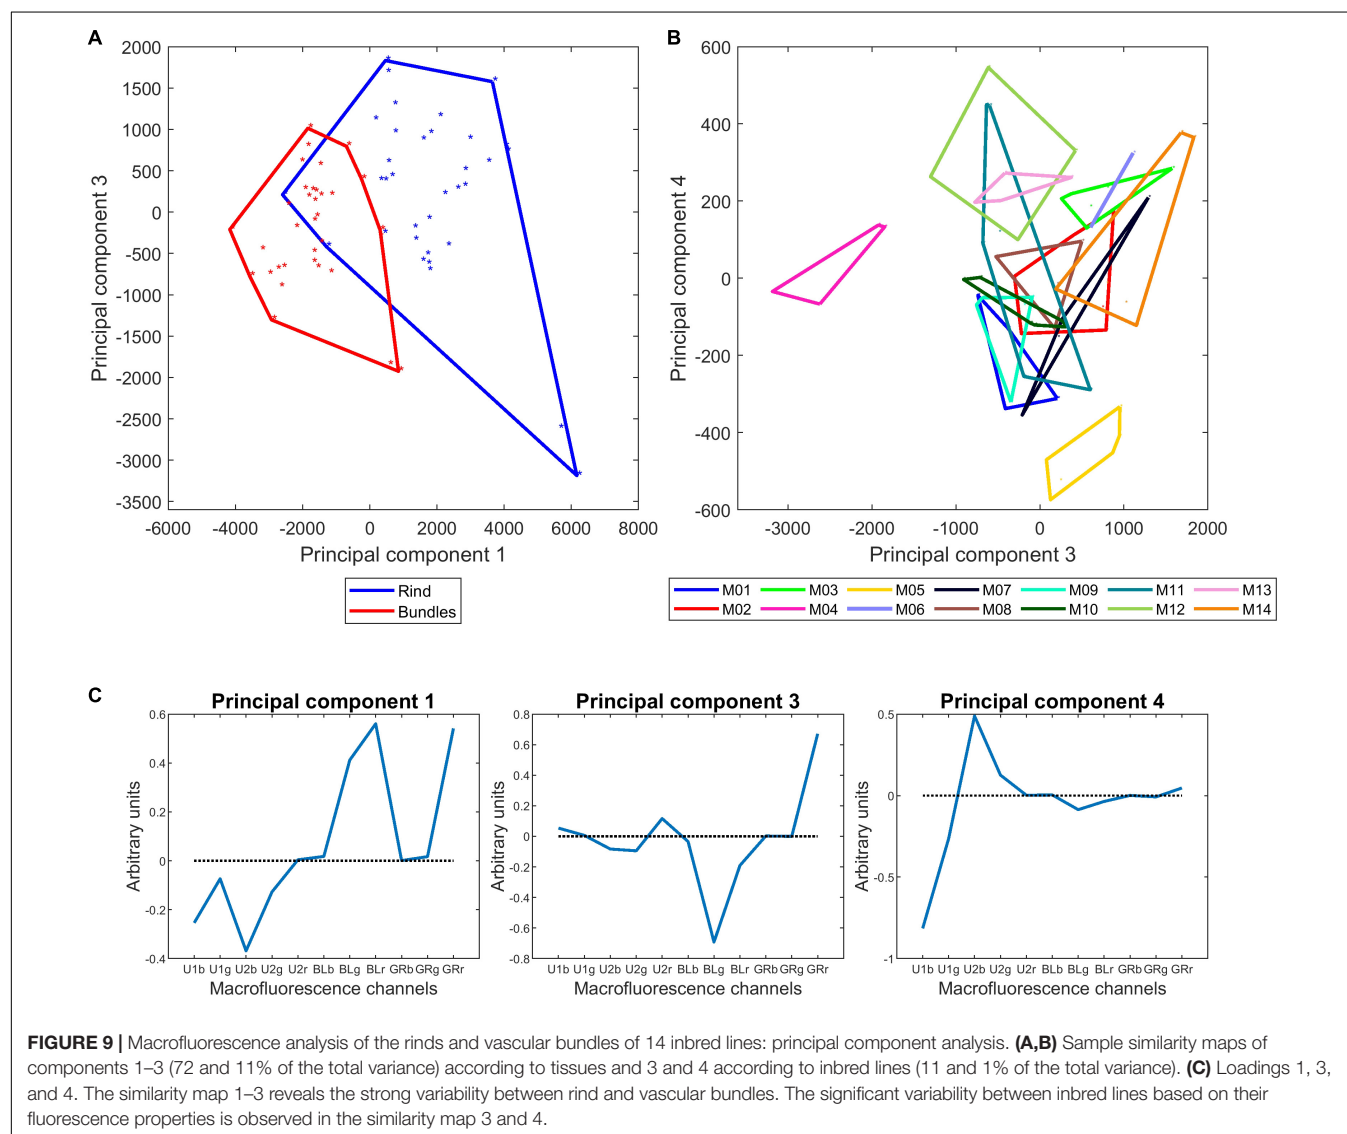 A
B
2000
1500
1000
500
0
-500
-1000
-1500
-2000
-2500
-3000
-3500
Principal component 3
-6000 -4000 -2000 0 2000 4000 6000 8000
Principal component 1
Rind
Bundles
600
400
200
0
-200
-400
-600
Principal component 4
-3000 -2000 -1000 0 1000 2000
Principal component 3
M01 M03 M05 M07 M09 M11 M13
M02 M04 M06 M08 M10 M12 M14
C
Principal component 1
0.6
0.4
0.2
0
-0.2
-0.4
Arbitrary units
U1b U1g U2b U2g U2r BLb BLg BLr GRb GRg GRr
Macrofluorescence channels
Principal component 3
0.8
0.6
0.4
0.2
0
-0.2
-0.4
-0.6
-0.8
Arbitrary units
U1b U1g U2b U2g U2r BLb BLg BLr GRb GRg GRr
Macrofluorescence channels
Principal component 4
0.5
0
-0.5
-1
Arbitrary units
U1b U1g U2b U2g U2r BLb BLg BLr GRb GRg GRr
Macrofluorescence channels
FIGURE 9 | Macrofluorescence analysis of the rinds and vascular bundles of 14 inbred lines: principal component analysis. (A,B) Sample similarity maps of
components 1–3 (72 and 11% of the total variance) according to tissues and 3 and 4 according to inbred lines (11 and 1% of the total variance). (C) Loadings 1, 3,
and 4. The similarity map 1–3 reveals the strong variability between rind and vascular bundles. The significant variability between inbred lines based on their
fluorescence properties is observed in the similarity map 3 and 4.